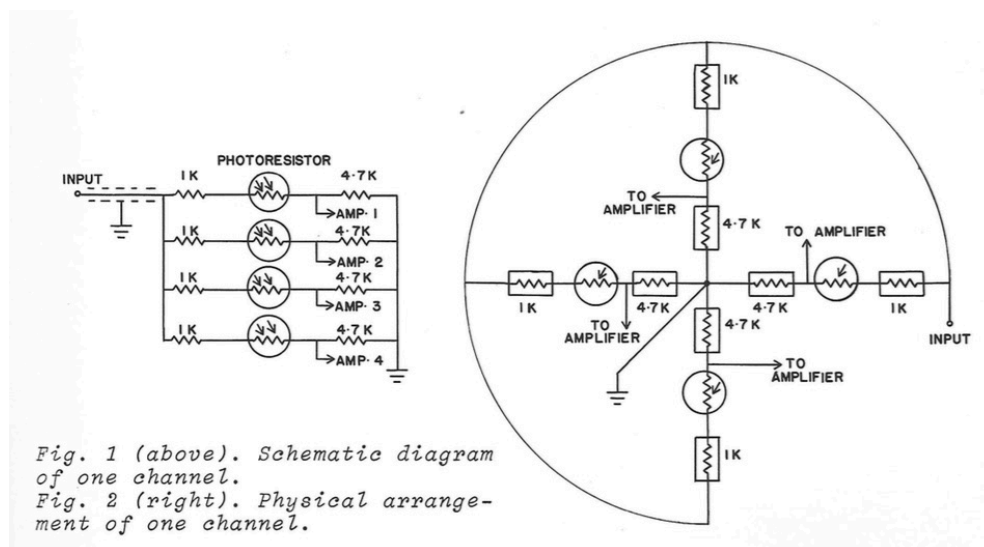 PHOTORESISTOR
INPUT
1K
4.7K
AMP. 1
1K
4.7K
AMP. 2
1K
4.7K
AMP. 3
1K
4.7K
AMP. 4
1K
TO
AMPLIFIER
4.7K
TO AMPLIFIER
1K
4.7K
4.7K
1K
TO
AMPLIFIER
4.7K
INPUT
TO
AMPLIFIER
1K
Fig. 1 (above). Schematic diagram
of one channel.
Fig. 2 (right). Physical arrange-
ment of one channel.